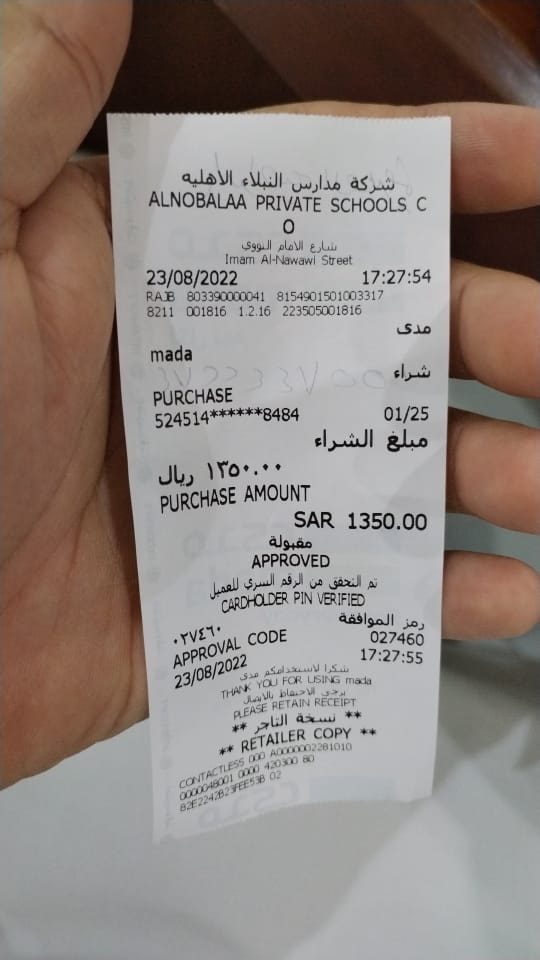 شركة مدارس النبلاء الاهليه
ALNOBALAA PRIVATE SCHOOLS C
O
شارع الامام النووي
Imam Al-Nawawi Street
23/08/2022 17:27:54
RAJB 803390000041 8154901501003317
8211 001816 1.2.16 223505001816
مدى
mada
شراء
PURCHASE
524514******8484 01/25
مبلغ الشراء
١٣٥٠.٠٠ ريال
PURCHASE AMOUNT
SAR 1350.00
مقبولة
APPROVED
تم التحقق من الرقم السري للعميل
CARDHOLDER PIN VERIFIED
رمز الموافقة
٠٢٧٤٦٠
APPROVAL CODE 027460
23/08/2022 17:27:55
شكرا لاستخدامكم مدى
THANK YOU FOR USING mada
يرجى الاحتفاظ بالايصال
PLEASE RETAIN RECEIPT
** نسخة التاجر **
** RETAILER COPY **
CONTACTLESS 000 A0000002281010
0000048001 0000 420300 80
82E2242B23FEE53B 02